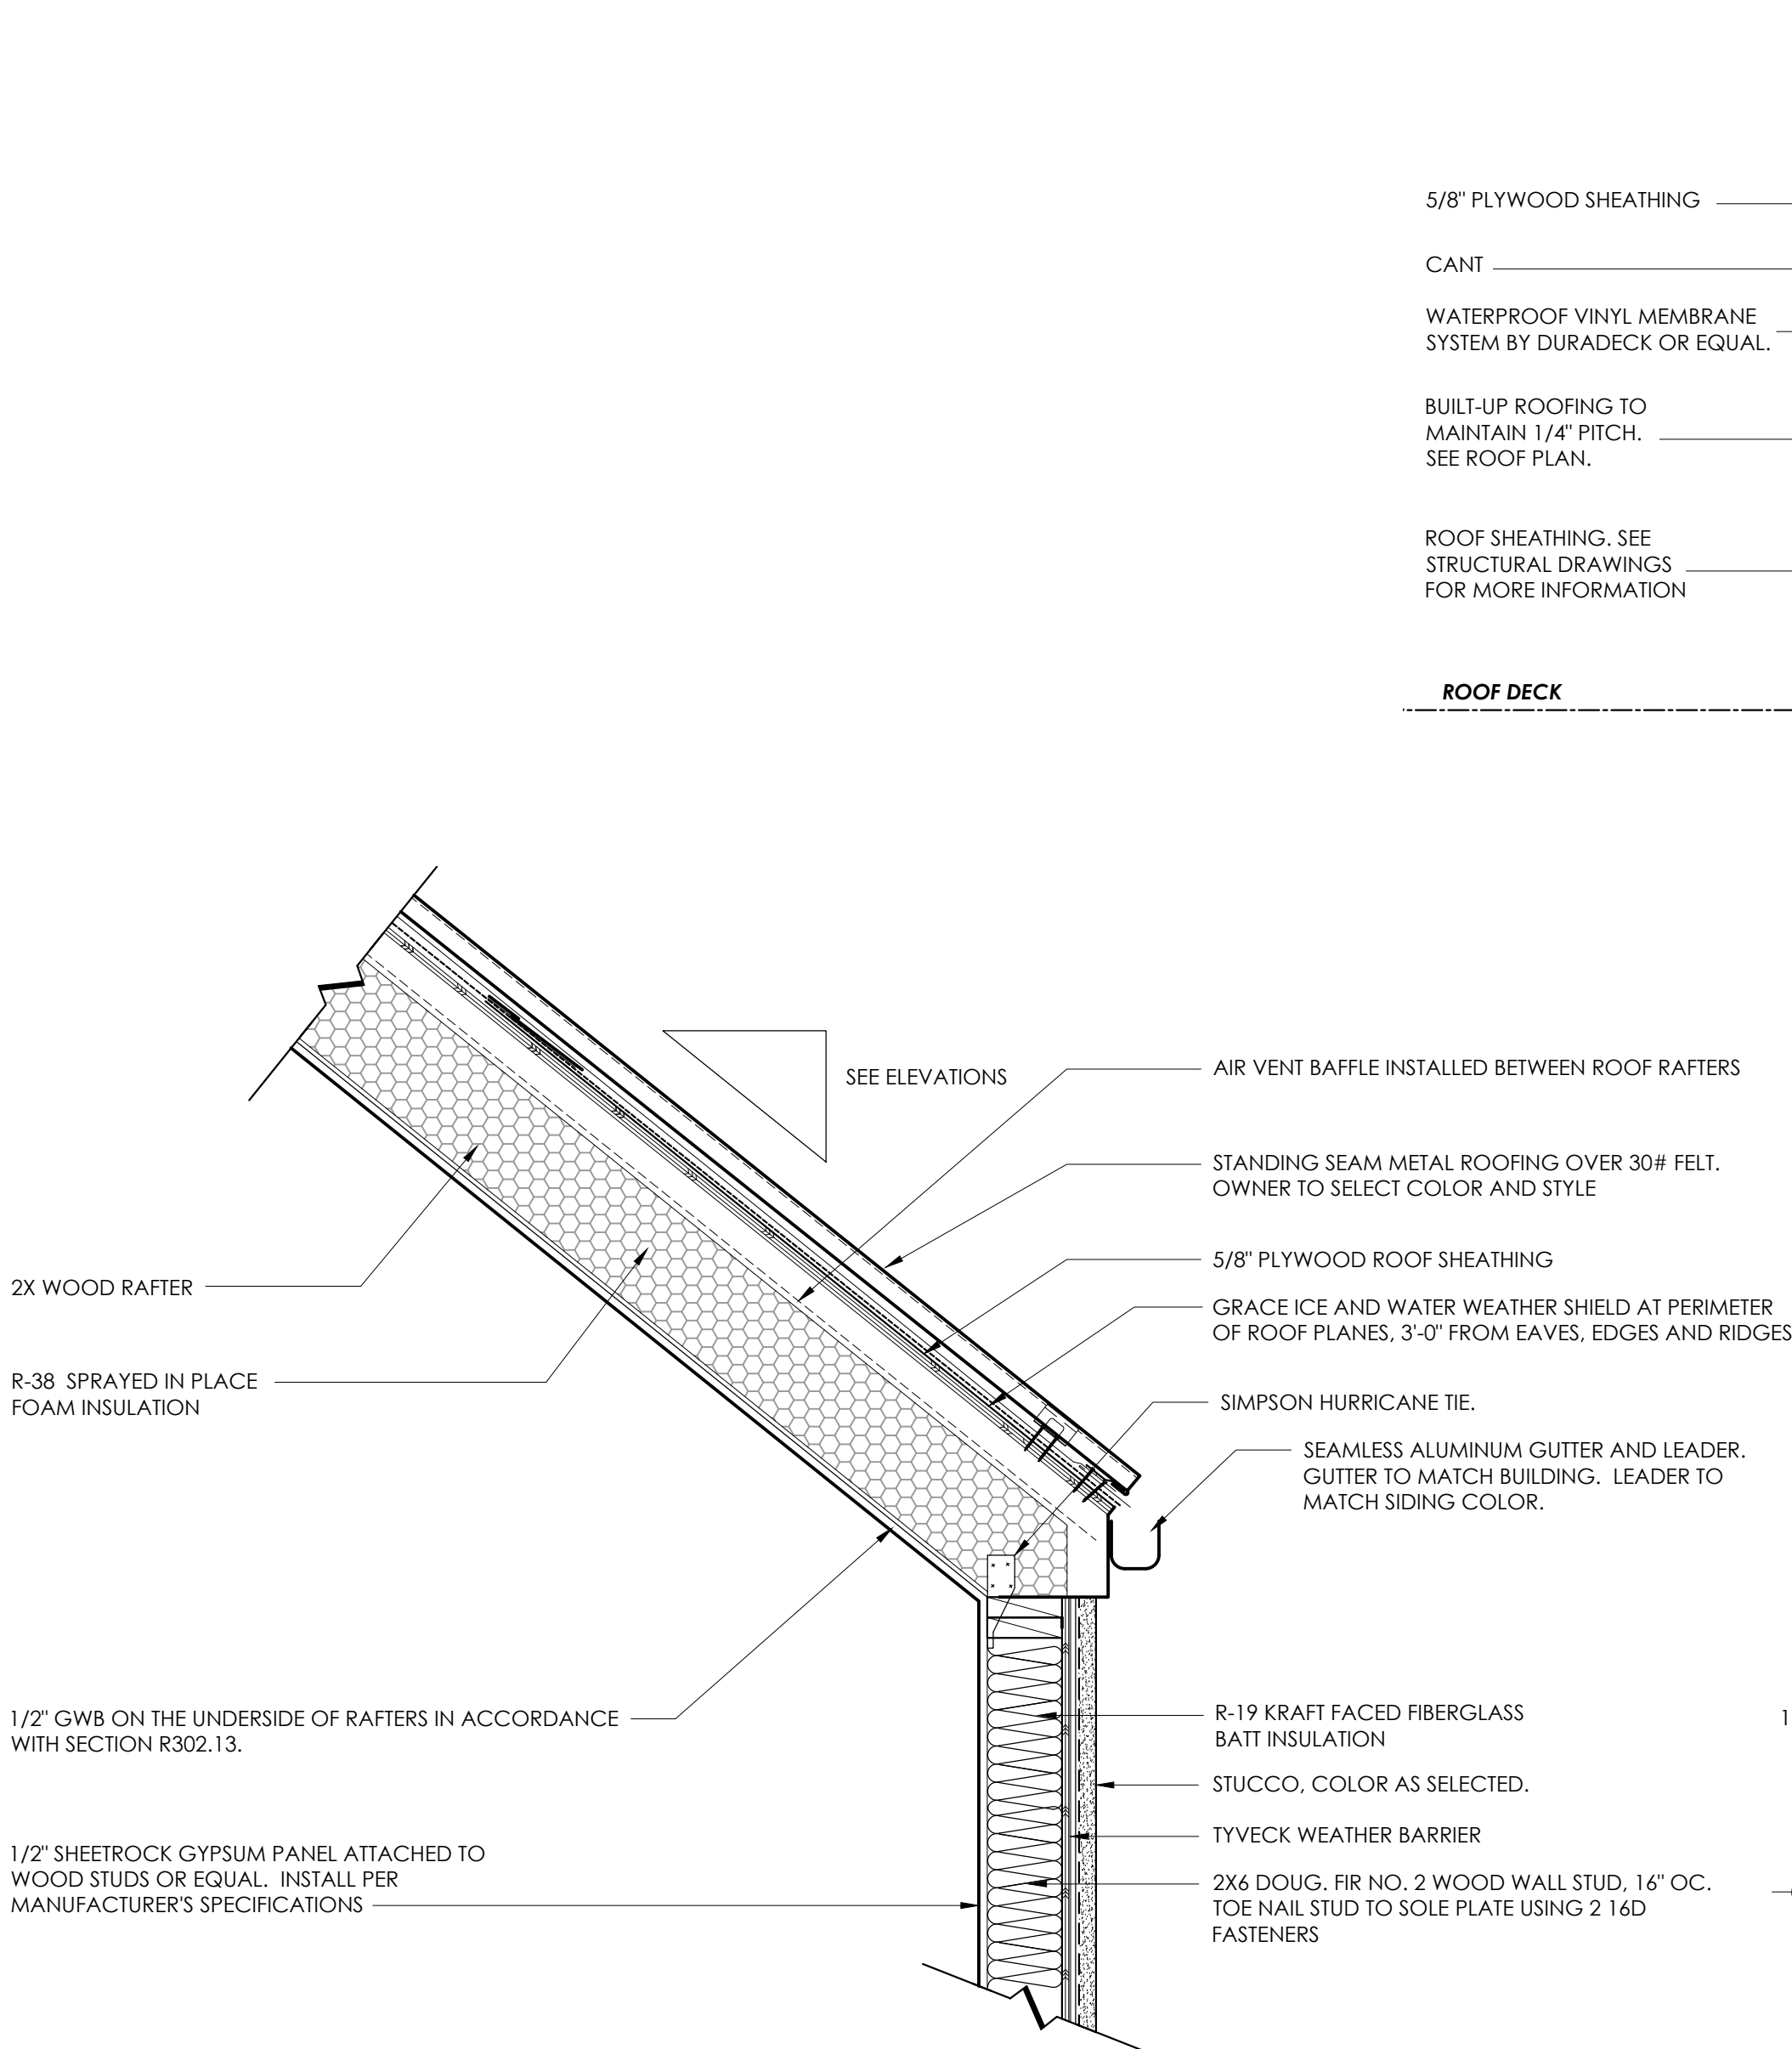 5/8" PLYWOOD SHEATHING
CANT
WATERPROOF VINYL MEMBRANE
SYSTEM BY DURADECK OR EQUAL.
BUILT-UP ROOFING TO
MAINTAIN 1/4" PITCH.
SEE ROOF PLAN.
ROOF SHEATHING. SEE
STRUCTURAL DRAWINGS
FOR MORE INFORMATION
ROOF DECK
SEE ELEVATIONS
AIR VENT BAFFLE INSTALLED BETWEEN ROOF RAFTERS
STANDING SEAM METAL ROOFING OVER 30# FELT.
OWNER TO SELECT COLOR AND STYLE
5/8" PLYWOOD ROOF SHEATHING
GRACE ICE AND WATER WEATHER SHIELD AT PERIMETER
OF ROOF PLANES, 3'-0" FROM EAVES, EDGES AND RIDGES
SIMPSON HURRICANE TIE.
SEAMLESS ALUMINUM GUTTER AND LEADER.
GUTTER TO MATCH BUILDING. LEADER TO
MATCH SIDING COLOR.
2X WOOD RAFTER
R-38 SPRAYED IN PLACE
FOAM INSULATION
1/2" GWB ON THE UNDERSIDE OF RAFTERS IN ACCORDANCE
WITH SECTION R302.13.
1/2" SHEETROCK GYPSUM PANEL ATTACHED TO
WOOD STUDS OR EQUAL. INSTALL PER
MANUFACTURER'S SPECIFICATIONS
R-19 KRAFT FACED FIBERGLASS
BATT INSULATION
STUCCO, COLOR AS SELECTED.
TYVECK WEATHER BARRIER
2X6 DOUG. FIR NO. 2 WOOD WALL STUD, 16" OC.
TOE NAIL STUD TO SOLE PLATE USING 2 16D
FASTENERS
1